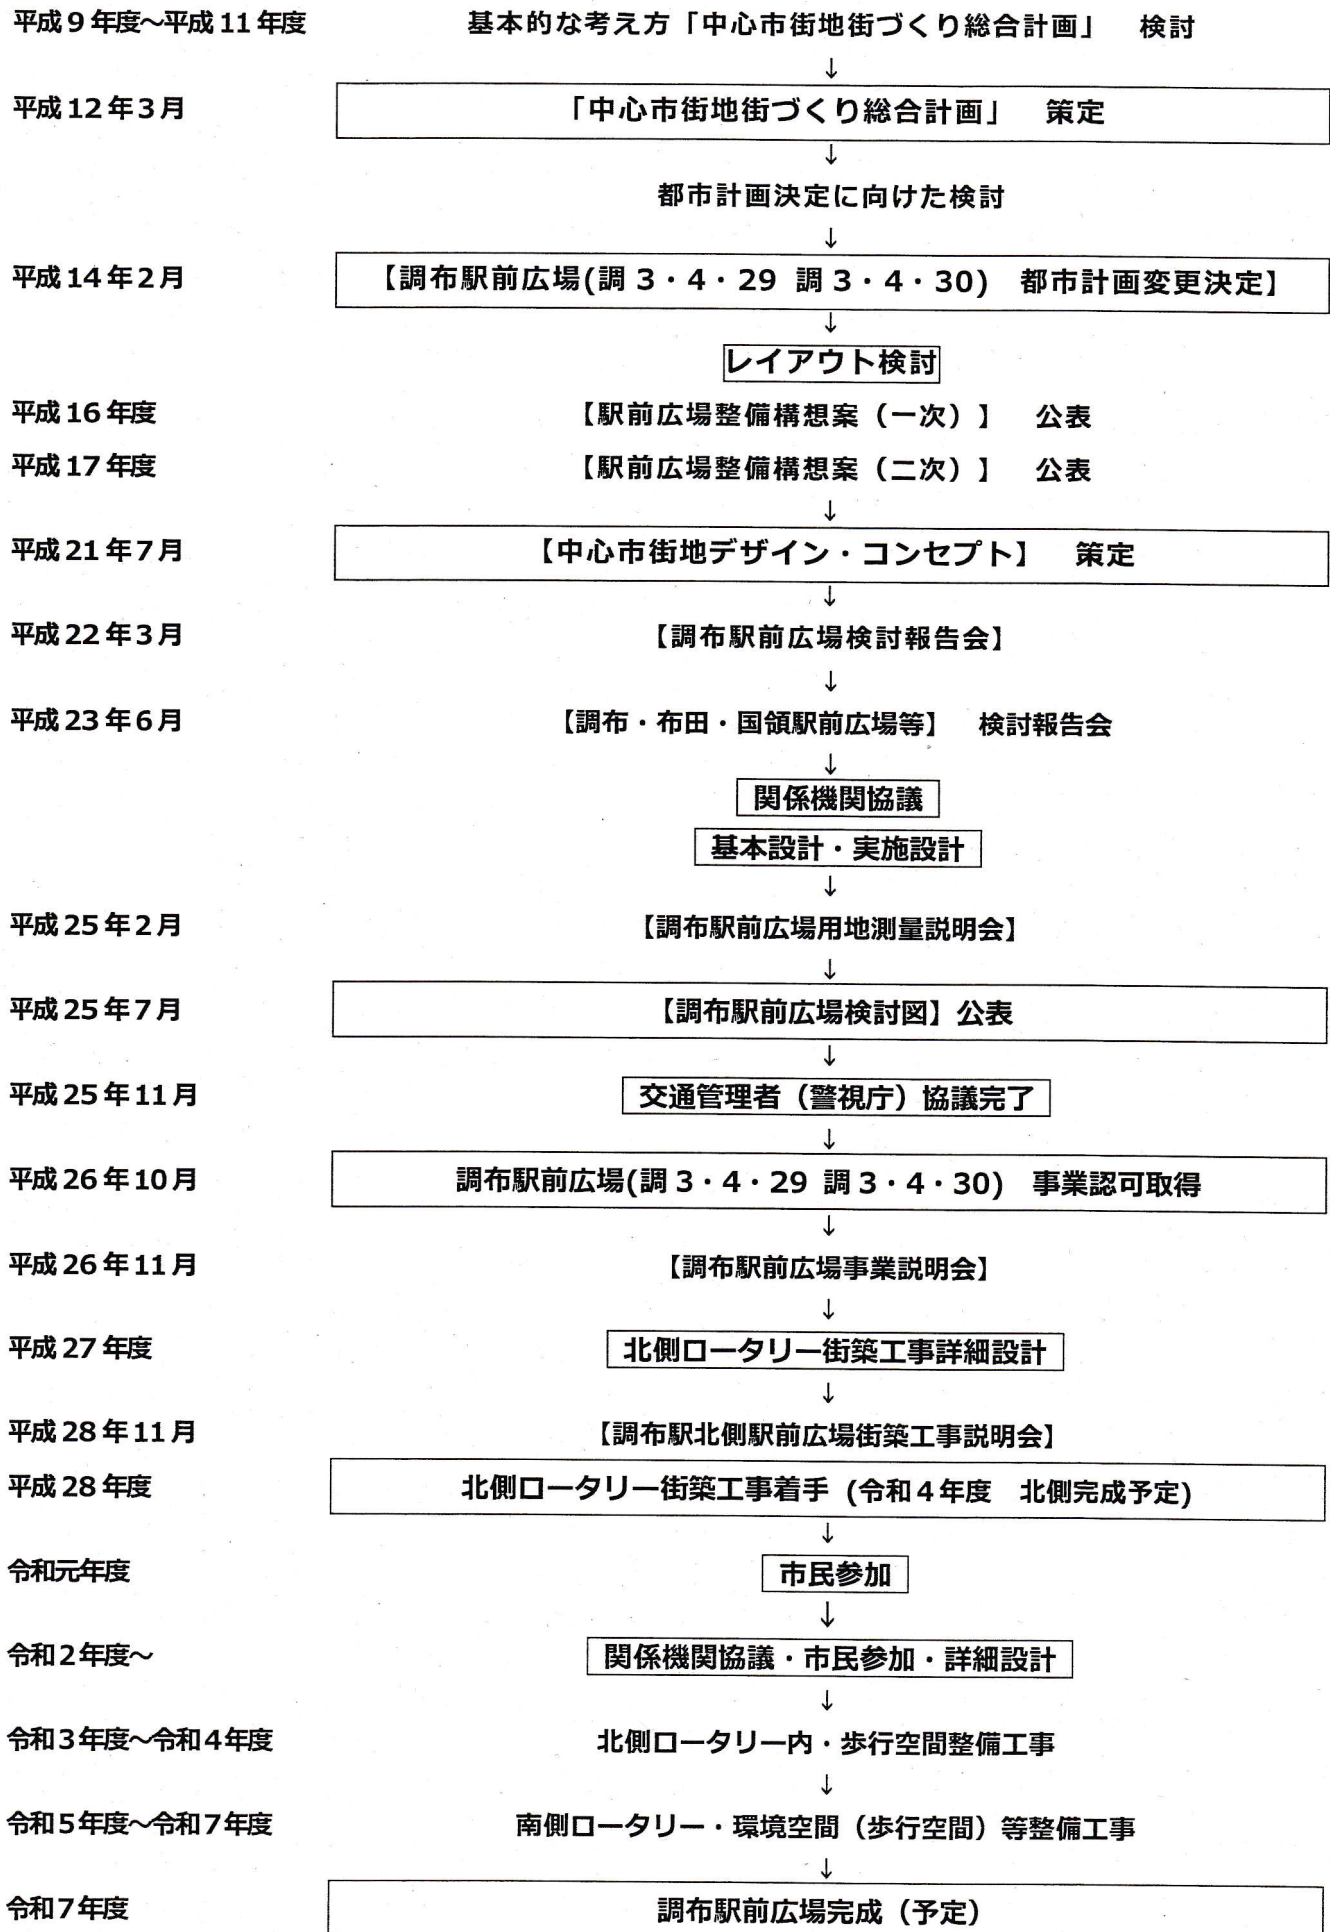 平成9年度～平成11年度 基本的な考え方「中心市街地街づくり総合計画」 検討
↓
平成12年3月 「中心市街地街づくり総合計画」 策定
↓
都市計画決定に向けた検討
↓
平成14年2月 【調布駅前広場(調3・4・29 調3・4・30) 都市計画変更決定】
↓
レイアウト検討
平成16年度 【駅前広場整備構想案（一次）】 公表
平成17年度 【駅前広場整備構想案（二次）】 公表
↓
平成21年7月 【中心市街地デザイン・コンセプト】 策定
↓
平成22年3月 【調布駅前広場検討報告会】
↓
平成23年6月 【調布・布田・国領駅前広場等】 検討報告会
↓
関係機関協議
基本設計・実施設計
↓
平成25年2月 【調布駅前広場用地測量説明会】
↓
平成25年7月 【調布駅前広場検討図】公表
↓
平成25年11月 交通管理者（警視庁）協議完了
↓
平成26年10月 調布駅前広場(調3・4・29 調3・4・30) 事業認可取得
↓
平成26年11月 【調布駅前広場事業説明会】
↓
平成27年度 北側ロータリー街築工事詳細設計
↓
平成28年11月 【調布駅北側駅前広場街築工事説明会】
平成28年度 北側ロータリー街築工事着手 (令和4年度 北側完成予定)
↓
令和元年度 市民参加
↓
令和2年度～ 関係機関協議・市民参加・詳細設計
↓
令和3年度～令和4年度 北側ロータリー内・歩行空間整備工事
↓
令和5年度～令和7年度 南側ロータリー・環境空間（歩行空間）等整備工事
↓
令和7年度 調布駅前広場完成（予定）